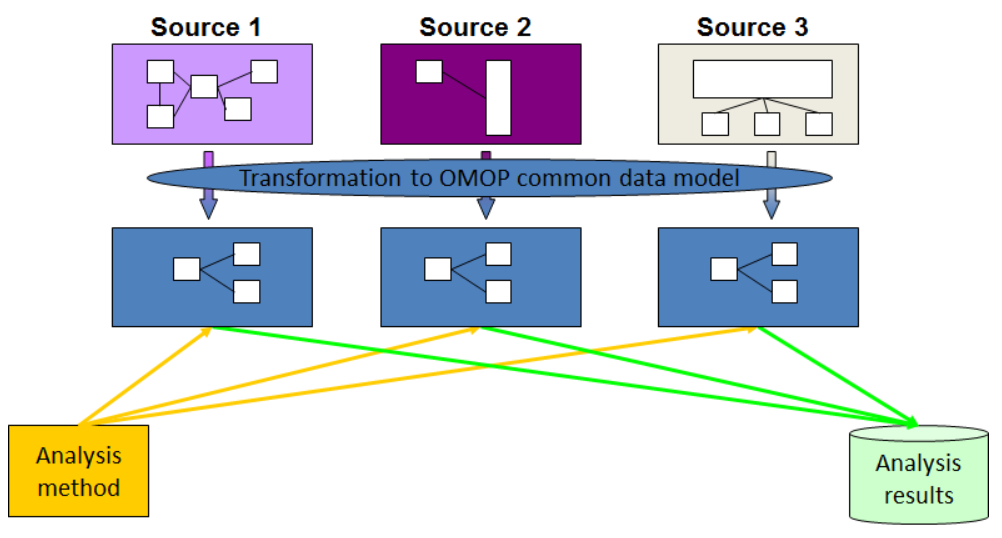 Source 1
Source 2
Source 3
Transformation to OMOP common data model
Analysis
method
Analysis
results